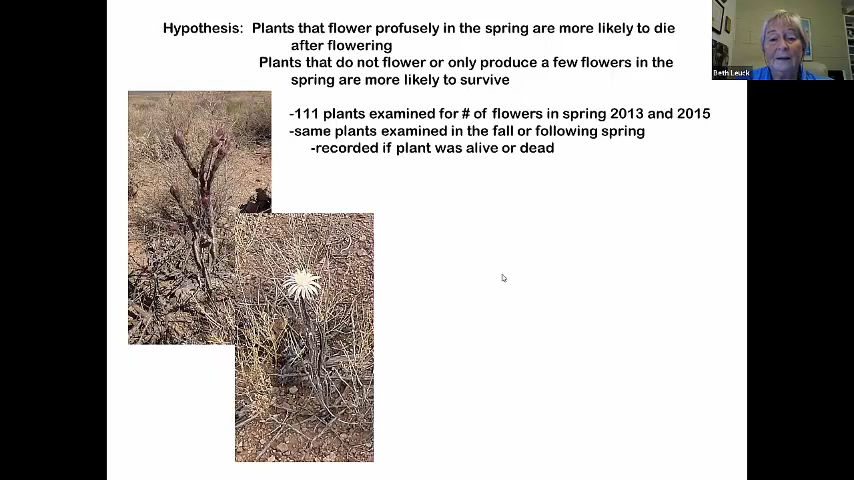 Hypothesis: Plants that flower profusely in the spring are more likely to die
after flowering
Plants that do not flower or only produce a few flowers in the
spring are more likely to survive
-111 plants examined for # of flowers in spring 2013 and 2015
-same plants examined in the fall or following spring
-recorded if plant was alive or dead
Beth Leuck